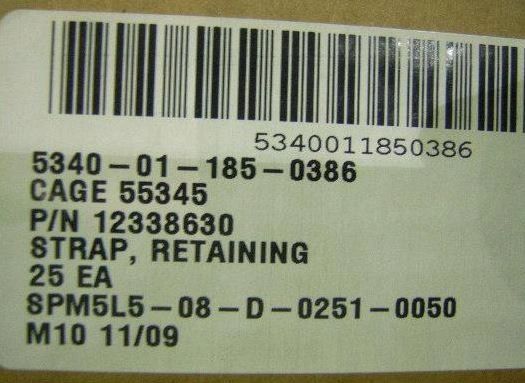 5340011850386
5340-01-185-0386
CAGE 55345
P/N 12338630
STRAP, RETAINING
25 EA
SPM5L5-08-D-0251-0050
M10 11/09